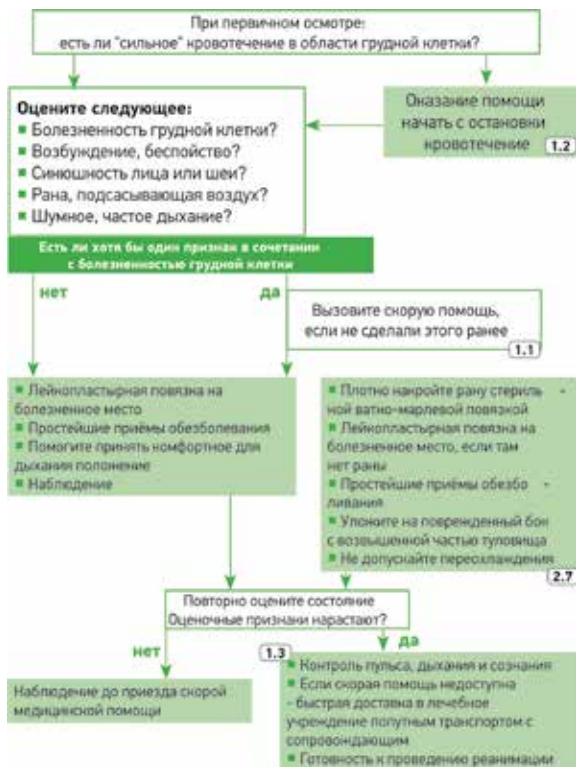 При первичном осмотре:
есть ли "сильное" кровотечение в области грудной клетки?
Оцените следующее:
▪ Болезненность грудной клетки?
▪ Возбуждение, беспойство?
▪ Синюшность лица или шеи?
▪ Рана, подсасывающая воздух?
▪ Шумное, частое дыхание?
Оказание помощи
начать с остановки
кровотечение
1.2
Есть ли хотя бы один признак в сочетании
с болезненностью грудной клетки
нет
да
Вызовите скорую помощь,
если не сделали этого ранее
1.1
▪ Лейкопластырная повязка на
болезненное место
▪ Простейшие приёмы обезболевания
▪ Помогите принять комфортное для
дыхания полонение
▪ Наблюдение
▪ Плотно накройте рану стериль -
ной ватно-марлевой повязкой
▪ Лейкопластырная повязка на
болезненное место, если там
нет раны
▪ Простейшие приёмы обезбо -
ливания
▪ Уложите на поврежденный бон
с возвышенной частью туловища
▪ Не допускайте переохлаждения
2.7
Повторно оцените состояние
Оценочные признаки нарастают?
нет
да
1.3
Наблюдение до приезда скорой
медицинской помощи
▪ Контроль пульса, дыхания и сознания
▪ Если скорая помощь недоступна
- быстрая доставка в лечебное
учреждение попутным транспортом с
сопровождающим
▪ Готовность к проведению реанимации